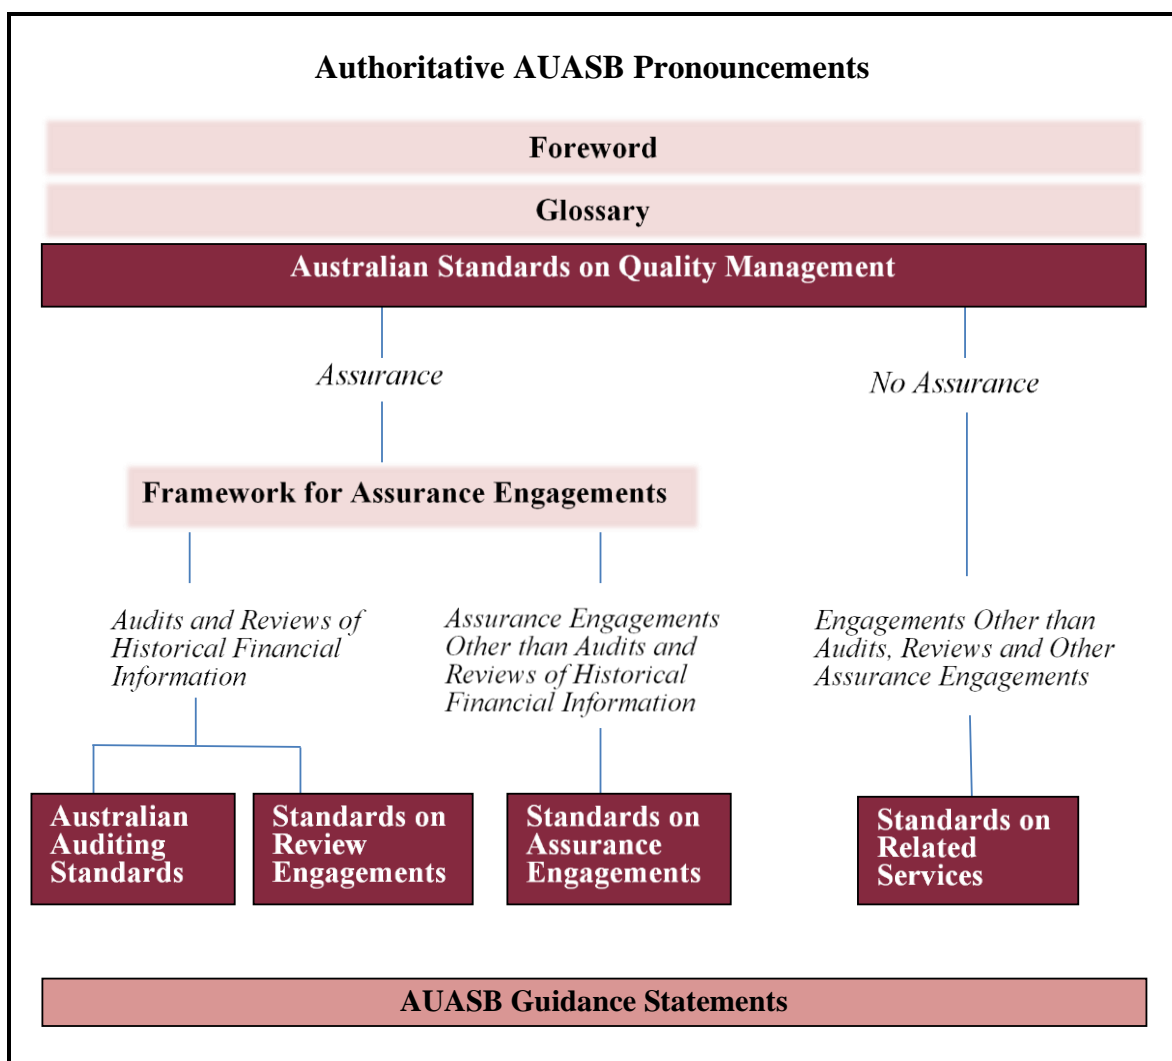 Authoritative AUASB Pronouncements
Foreword
Glossary
Australian Standards on Quality Management
Assurance
No Assurance
Framework for Assurance Engagements
Audits and Reviews of
Historical Financial
Information
Assurance Engagements
Other than Audits and
Reviews of Historical
Financial Information
Engagements Other than
Audits, Reviews and Other
Assurance Engagements
Australian
Auditing
Standards
Standards on
Review
Engagements
Standards on
Assurance
Engagements
Standards on
Related
Services
AUASB Guidance Statements